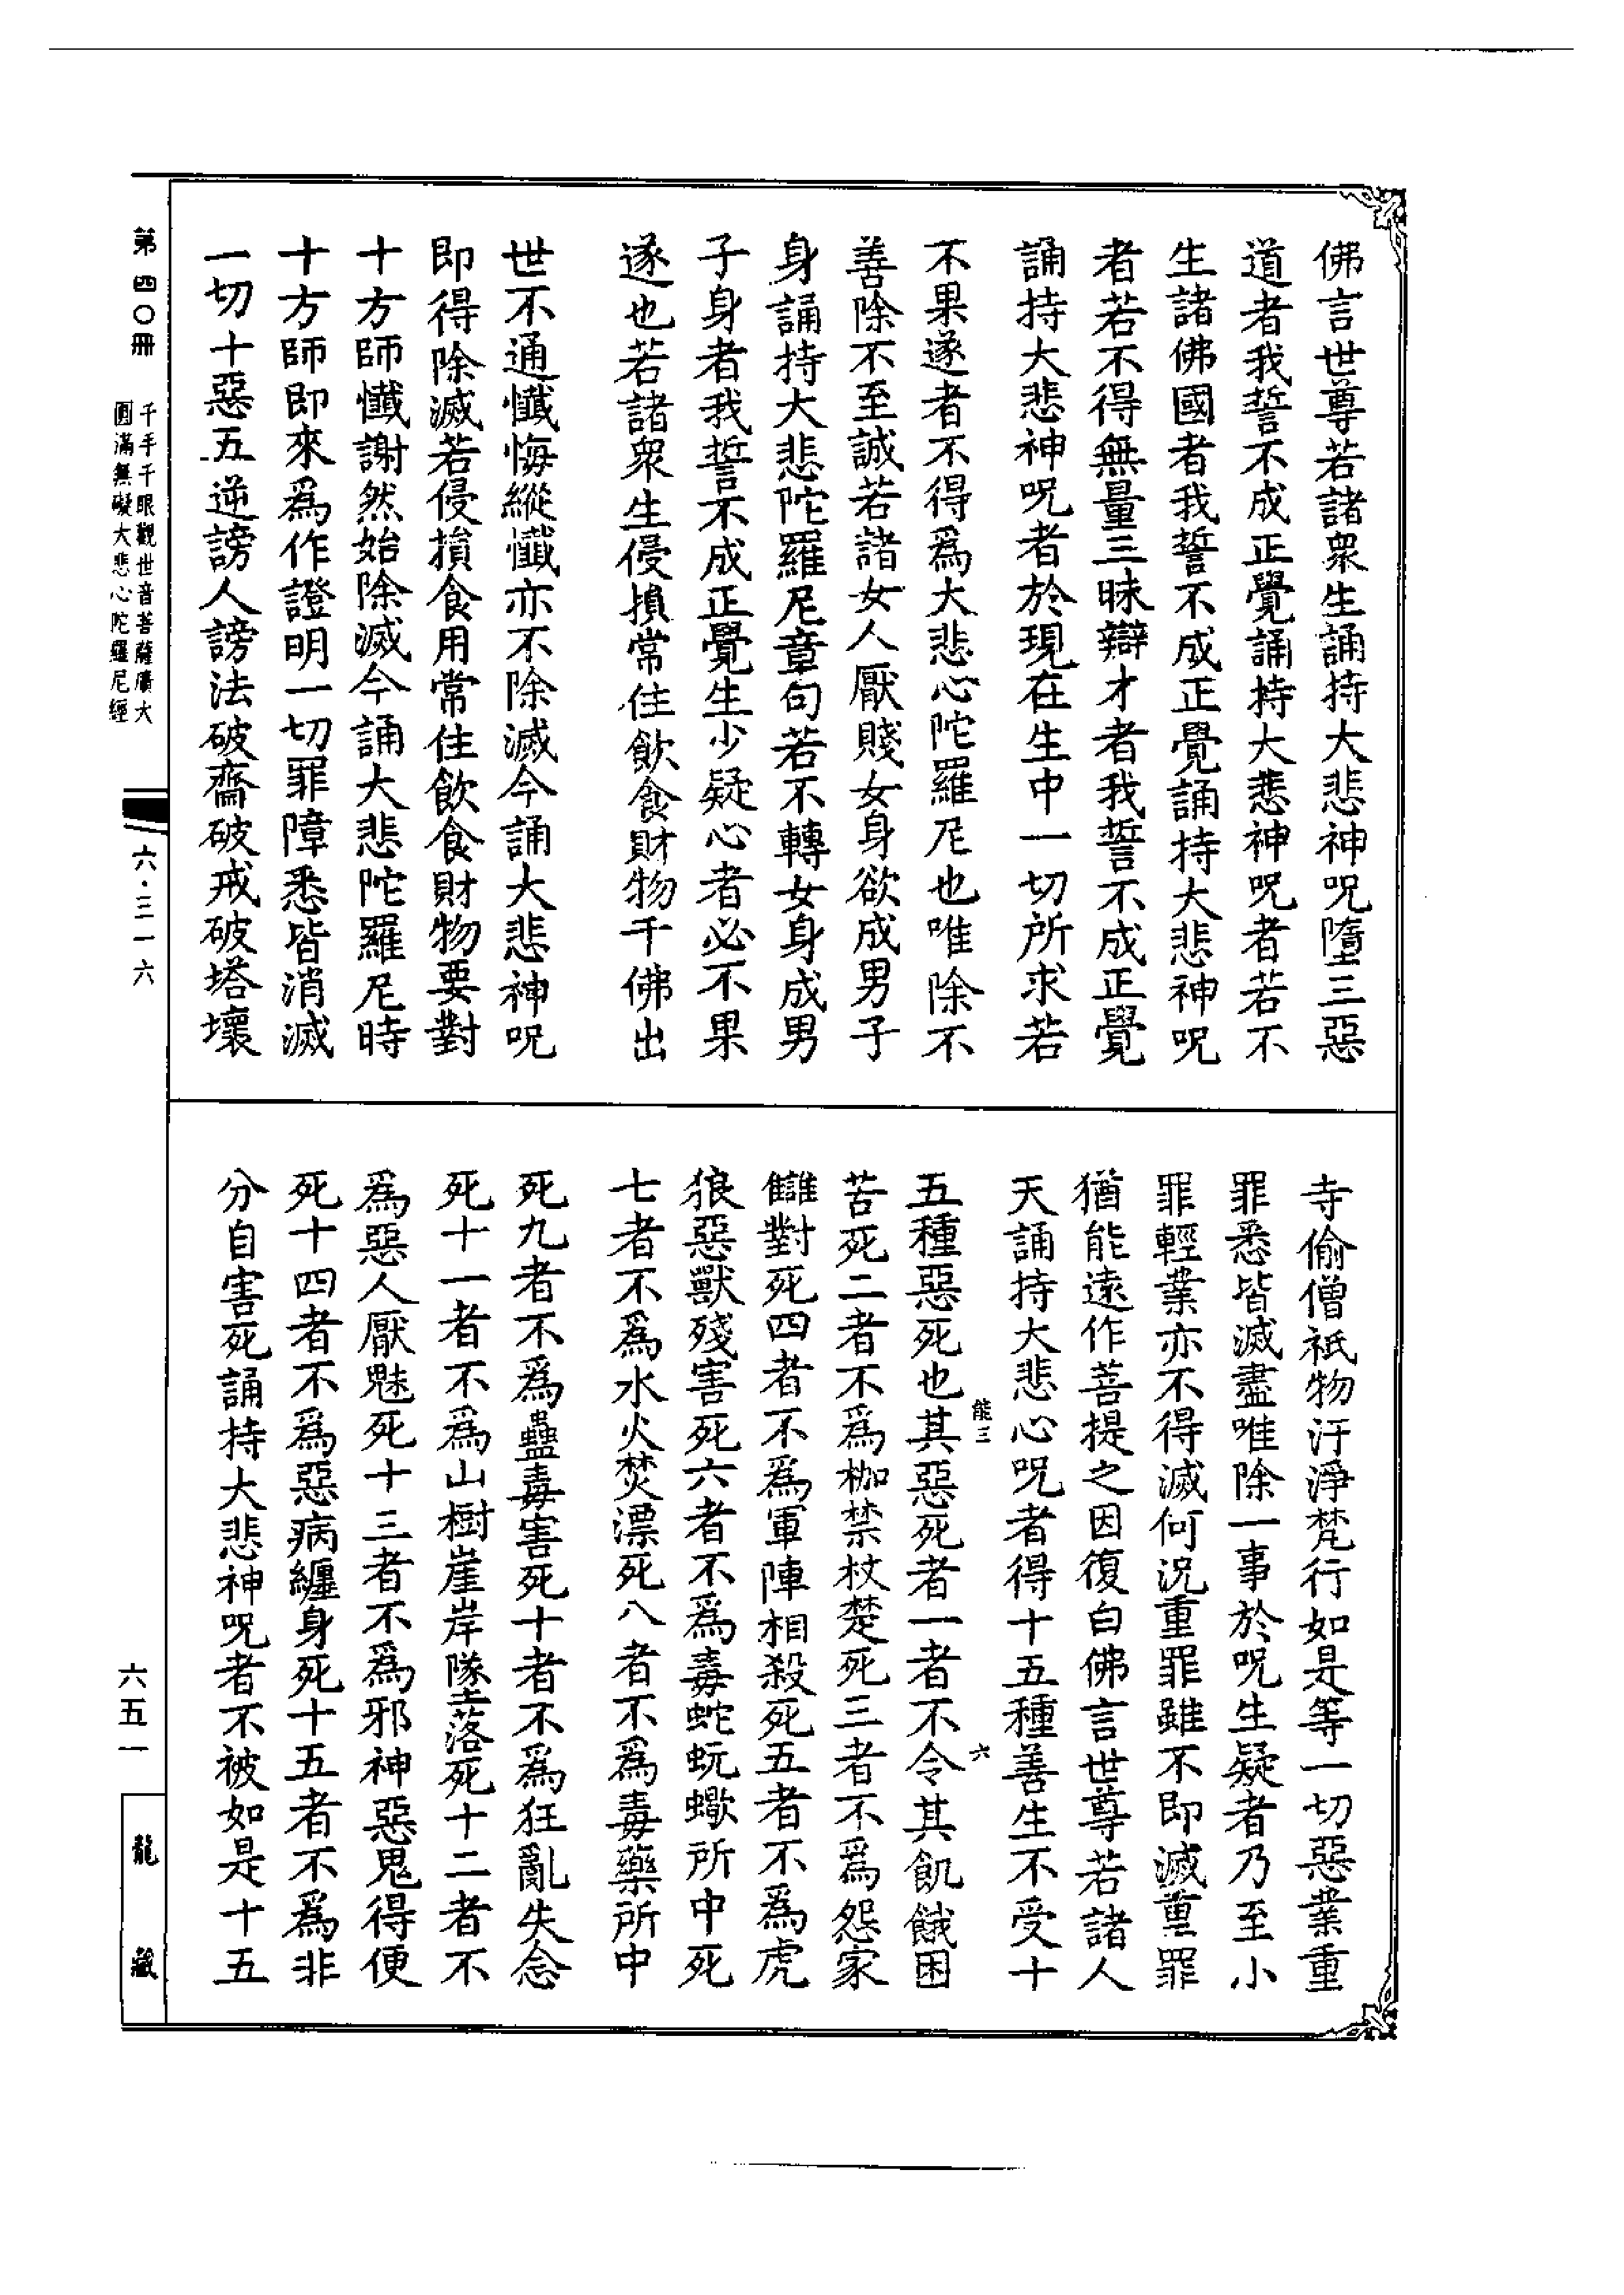 佛言世尊若諸衆生誦持大悲神呪墮三惡
道者我誓不成正覺誦持大悲神呪者若不
生諸佛國者我誓不成正覺誦持大悲神呪
者若不得無量三昧辯才者我誓不成正覺
誦持大悲神呪者於現在生中一切所求若
不果遂者不得爲大悲心陀羅尼也唯除不
善除不至誠若諸女人厭賤女身欲成男子
身誦持大悲陀羅尼章句若不轉女身成男
子身者我誓不成正覺生少疑心者必不果
遂也若諸衆生侵損常住飲食財物千佛出
世不通懺悔縱懺亦不除滅今誦大悲神呪
即得除滅若侵損食用常住飲食財物要對
十方師懺謝然始除滅今誦大悲陀羅尼時
十方師即來爲作證明一切罪障悉皆消滅
一切十惡五逆謗人謗法破齋破戒破塔壞
寺偷僧祇物汙淨梵行如是等一切惡業重
罪悉皆滅盡唯除一事於呪生疑者乃至小
罪輕業亦不得滅何況重罪雖不即滅重罪
猶能遠作菩提之因復白佛言世尊若諸人
天誦持大悲心呪者得十五種善生不受十
能三　六
五種惡死也其惡死者一者不令其飢餓困
苦死二者不爲枷禁杖楚死三者不爲怨家
讎對死四者不爲軍陣相殺死五者不爲虎
狼惡獸殘害死六者不爲毒蛇蚖蠍所中死
七者不爲水火焚漂死八者不爲毒藥所中
死九者不爲蠱毒害死十者不爲狂亂失念
死十一者不爲山樹崖岸墜落死十二者不
爲惡人厭魅死十三者不爲邪神惡鬼得便
死十四者不爲惡病纏身死十五者不爲非
分自害死誦持大悲神呪者不被如是十五
第四〇冊
千手千眼觀世音菩薩廣大
圓滿無礙大悲心陀羅尼經
六·三一六
六五一
龍藏